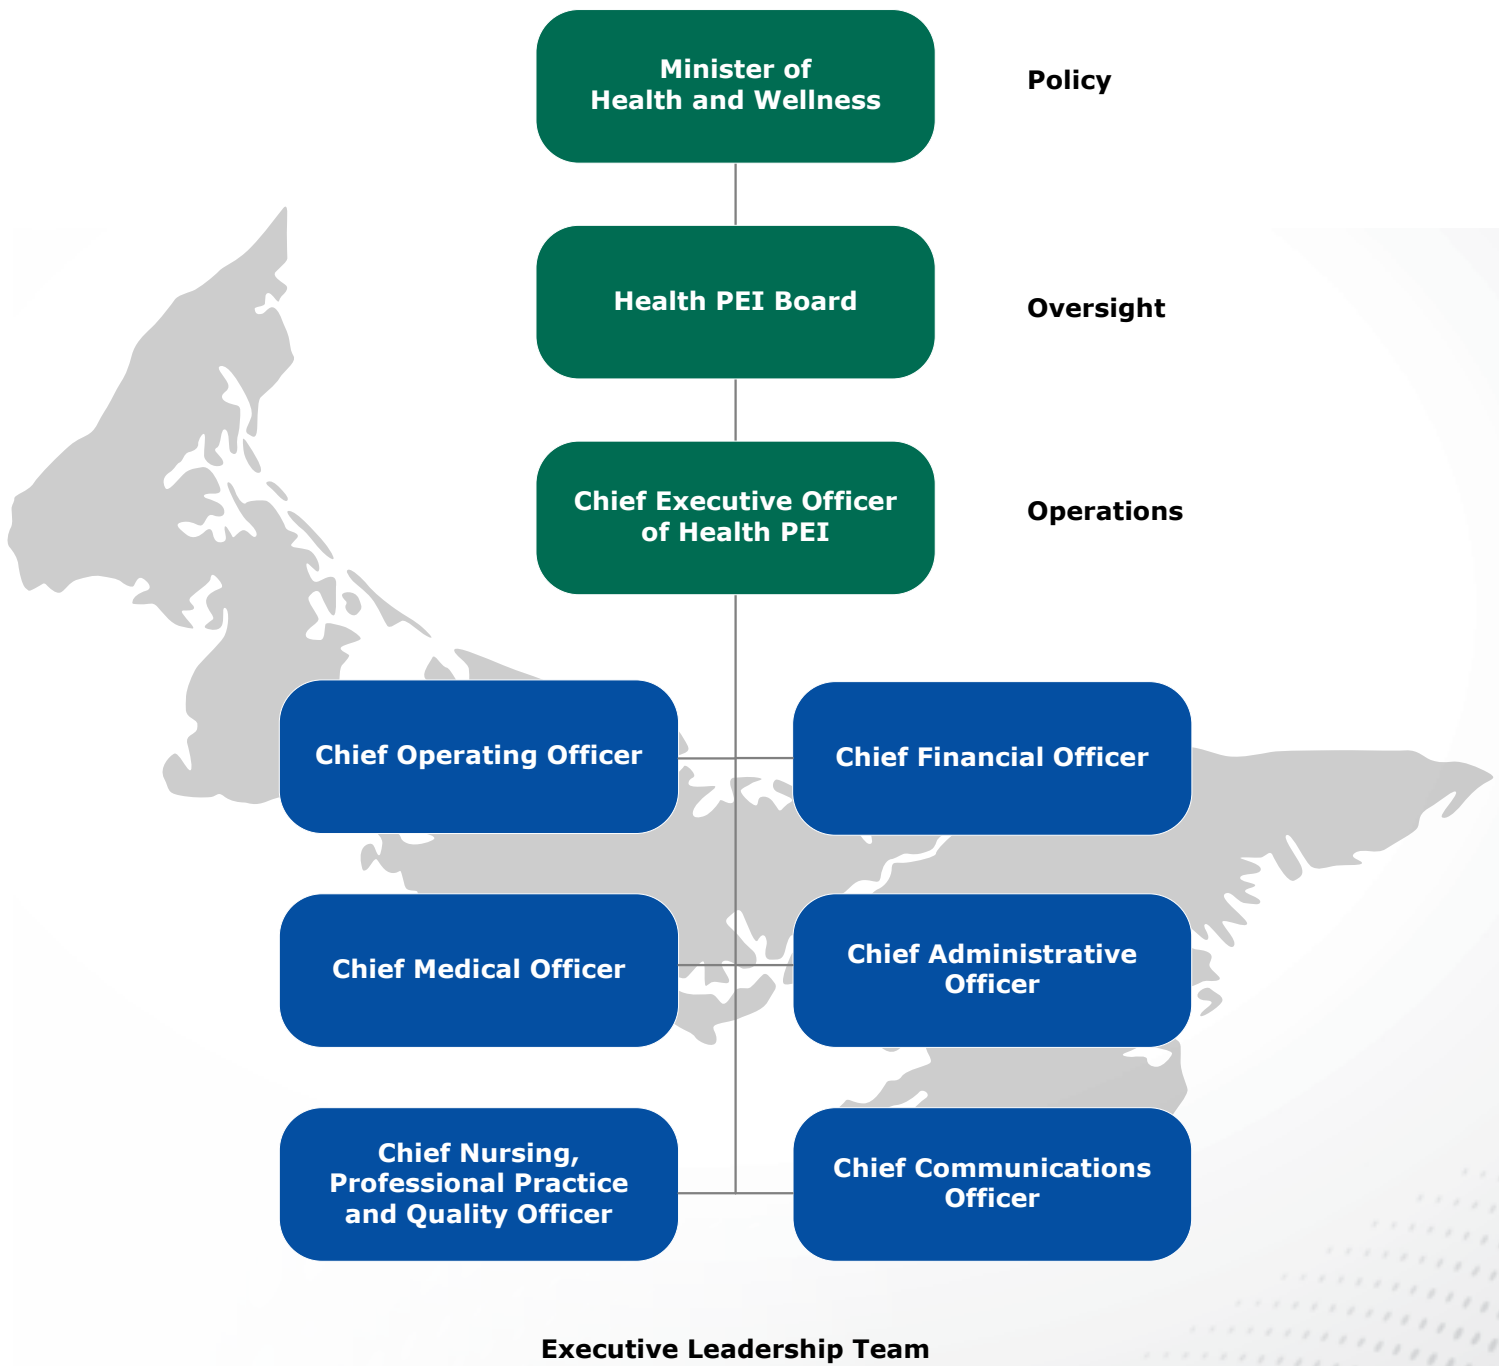 Minister of
Health and Wellness
Policy
Health PEI Board
Oversight
Chief Executive Officer
of Health PEI
Operations
Chief Operating Officer
Chief Financial Officer
Chief Medical Officer
Chief Administrative
Officer
Chief Nursing,
Professional Practice
and Quality Officer
Chief Communications
Officer
Executive Leadership Team